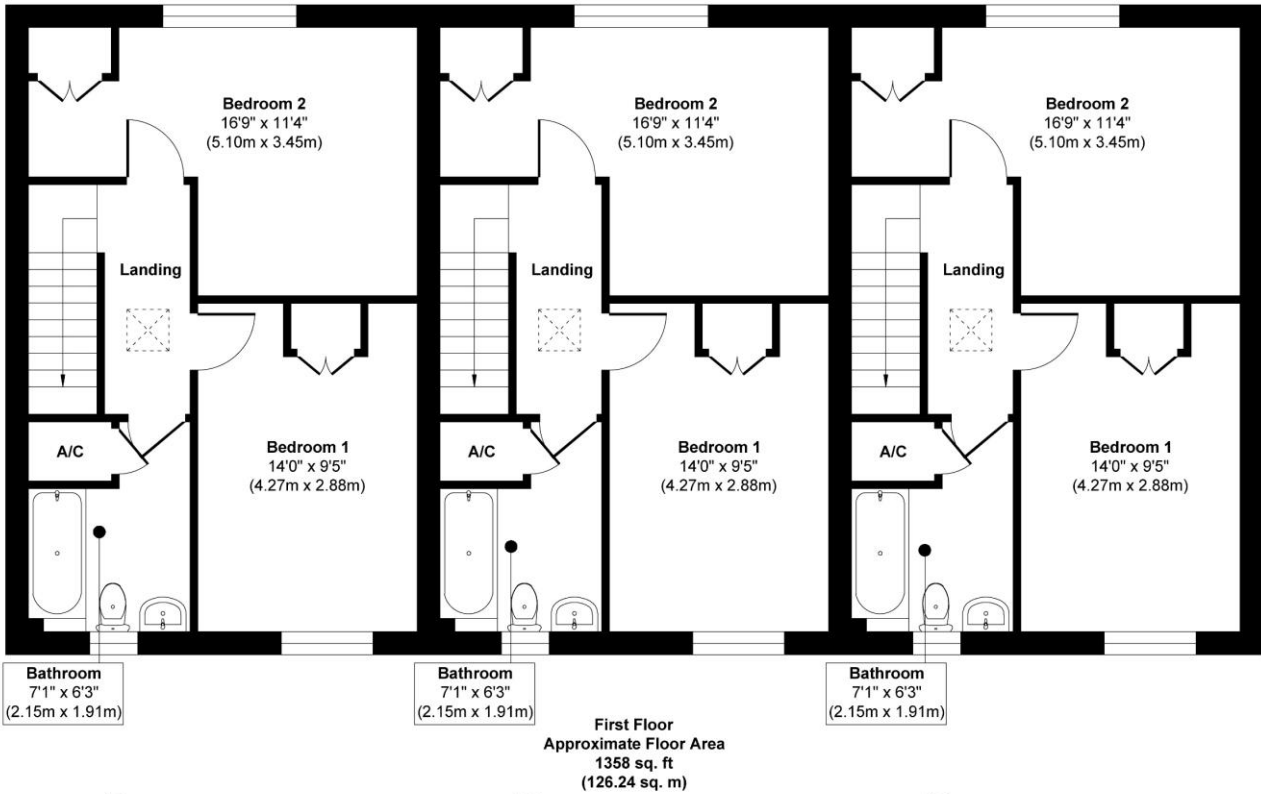 Bedroom 2
16'9" x 11'4"
(5.10m x 3.45m)
Bedroom 2
16'9" x 11'4"
(5.10m x 3.45m)
Bedroom 2
16'9" x 11'4"
(5.10m x 3.45m)
Landing
Landing
Landing
A/C
Bedroom 1
14'0" x 9'5"
(4.27m x 2.88m)
A/C
Bedroom 1
14'0" x 9'5"
(4.27m x 2.88m)
A/C
Bedroom 1
14'0" x 9'5"
(4.27m x 2.88m)
Bathroom
7'1" x 6'3"
(2.15m x 1.91m)
Bathroom
7'1" x 6'3"
(2.15m x 1.91m)
Bathroom
7'1" x 6'3"
(2.15m x 1.91m)
First Floor
Approximate Floor Area
1358 sq. ft
(126.24 sq. m)